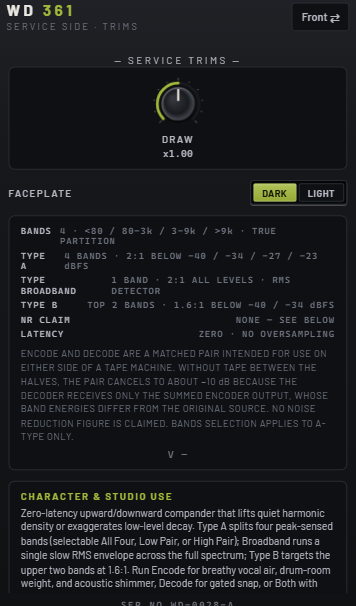 WD 361
Front ⇄
SERVICE SIDE · TRIMS
— SERVICE TRIMS —
DRAW
x1.00
FACEPLATE
DARK LIGHT
BANDS 4 · <80 / 80–3k / 3–9k / >9k · TRUE
PARTITION
TYPE 4 BANDS · 2:1 BELOW −40 / −34 / −27 / −23
A dBFS
TYPE 1 BAND · 2:1 ALL LEVELS · RMS
BROADBAND DETECTOR
TYPE B TOP 2 BANDS · 1.6:1 BELOW −40 / −34 dBFS
NR CLAIM NONE — SEE BELOW
LATENCY ZERO · NO OVERSAMPLING
ENCODE AND DECODE ARE A MATCHED PAIR INTENDED FOR USE ON
EITHER SIDE OF A TAPE MACHINE. WITHOUT TAPE BETWEEN THE
HALVES, THE PAIR CANCELS TO ABOUT −10 dB BECAUSE THE
DECODER RECEIVES ONLY THE SUMMED ENCODER OUTPUT, WHOSE
BAND ENERGIES DIFFER FROM THE ORIGINAL SOURCE. NO NOISE
REDUCTION FIGURE IS CLAIMED. BANDS SELECTION APPLIES TO A-
TYPE ONLY.
V —
CHARACTER & STUDIO USE
Zero-latency upward/downward compander that lifts quiet harmonic
density or exaggerates low-level decay. Type A splits four peak-sensed
bands (selectable All Four, Low Pair, or High Pair); Broadband runs a
single slow RMS envelope across the full spectrum; Type B targets the
upper two bands at 1.6:1. Run Encode for breathy vocal air, drum-room
weight, and acoustic shimmer, Decode for gated snap, or Both with
SER NO WD-0028-A